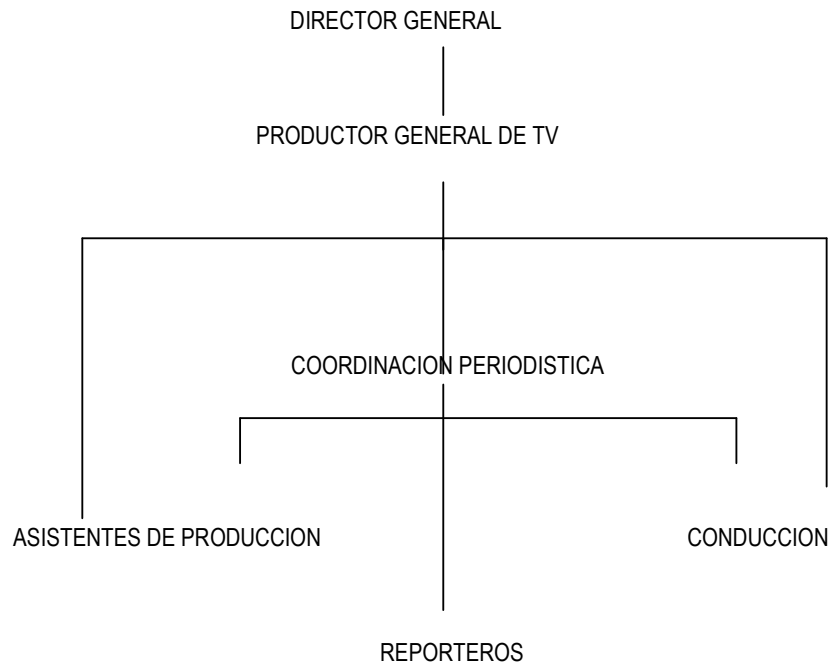 DIRECTOR GENERAL
PRODUCTOR GENERAL DE TV
COORDINACION PERIODISTICA
ASISTENTES DE PRODUCCION
CONDUCCION
REPORTEROS